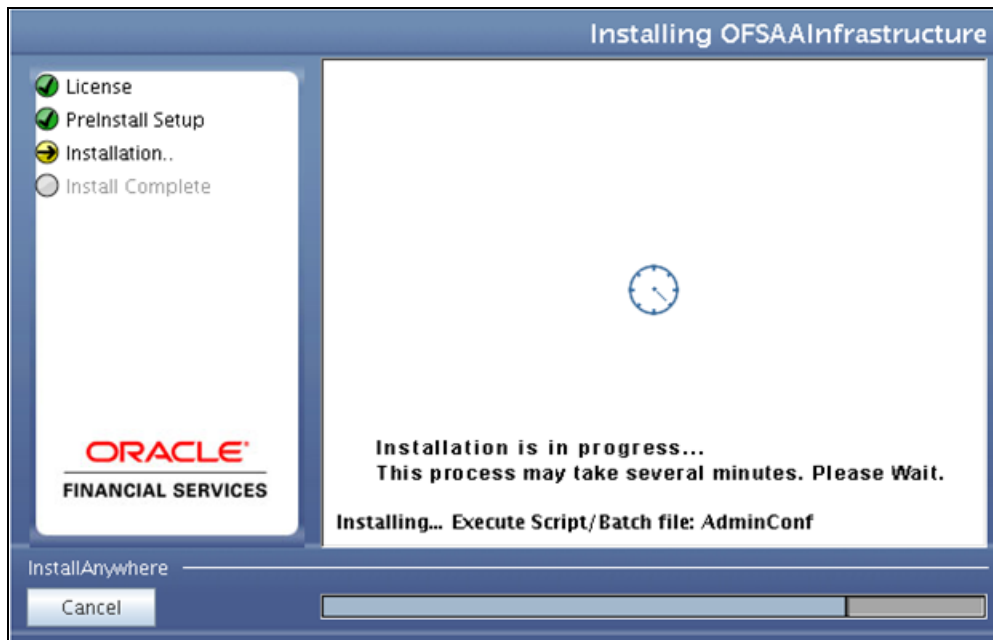 Installing OFSAAInfrastructure
License
PreInstall Setup
Installation..
Install Complete
ORACLE
FINANCIAL SERVICES
Installation is in progress...
This process may take several minutes. Please Wait.
Installing... Execute Script/Batch file: AdminConf
InstallAnywhere
Cancel